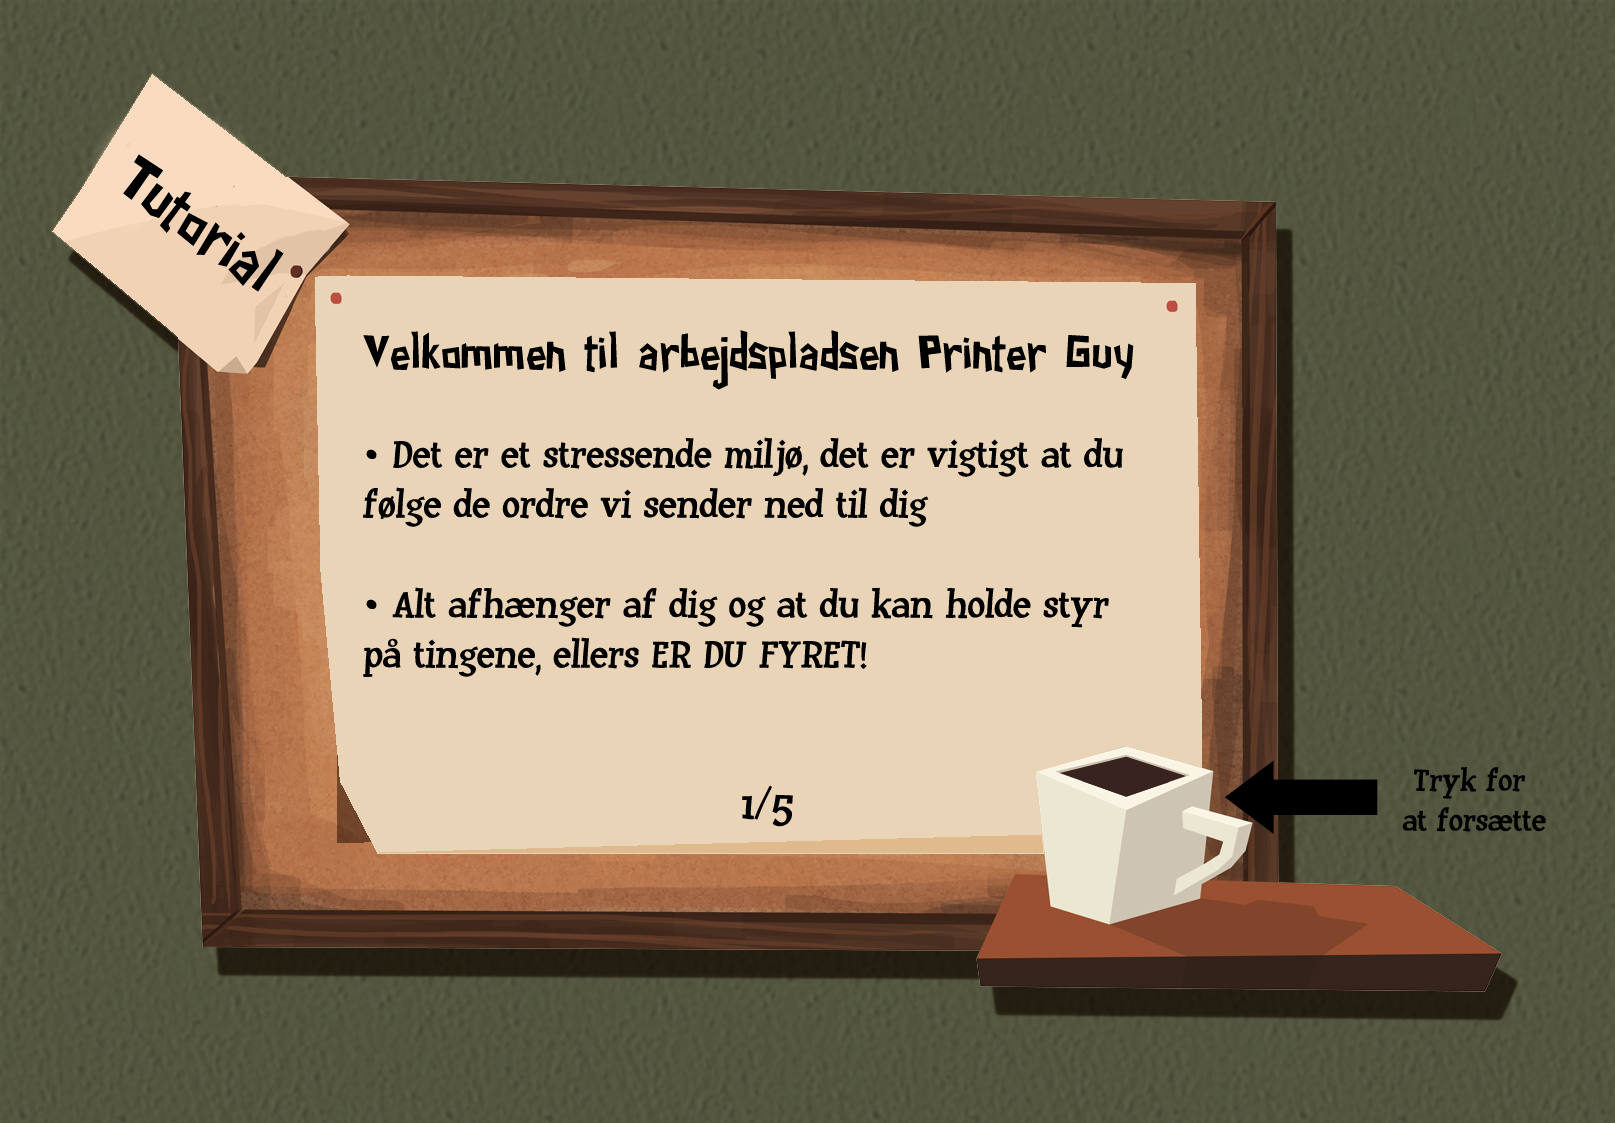 Tutorial
Velkommen til arbejdspladsen Printer Guy
• Det er et stressende miljø, det er vigtigt at du
følge de ordre vi sender ned til dig
• Alt afhænger af dig og at du kan holde styr
på tingene, ellers ER DU FYRET!
1/5
Tryk for
at forsætte